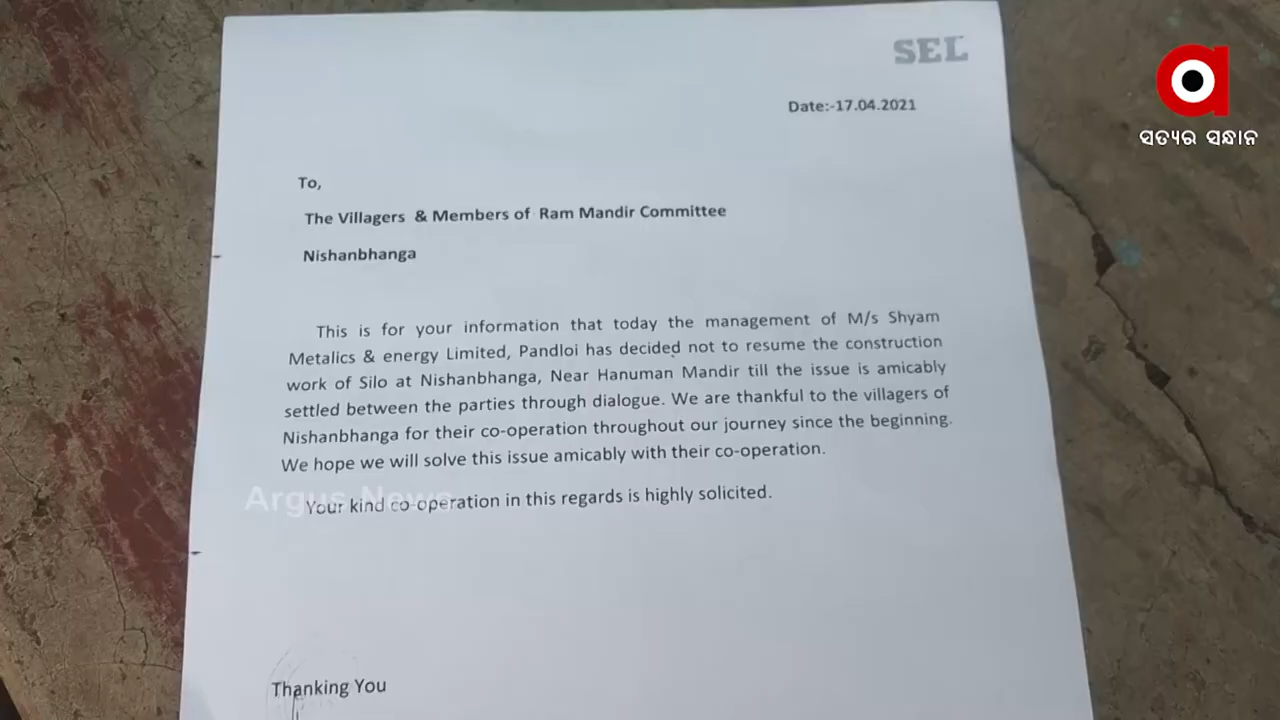 SEL
Date:-17.04.2021
ସତ୍ୟର ସନ୍ଧାନ
To,
The Villagers & Members of Ram Mandir Committee
Nishanbhanga
This is for your information that today the management of M/s Shyam
Metalics & energy Limited, Pandloi has decided not to resume the construction
work of Silo at Nishanbhanga, Near Hanuman Mandir till the issue is amicably
settled between the parties through dialogue. We are thankful to the villagers of
Nishanbhanga for their co-operation throughout our journey since the beginning.
We hope we will solve this issue amicably with their co-operation.
Argus News
Your kind co-operation in this regards is highly solicited.
Thanking You